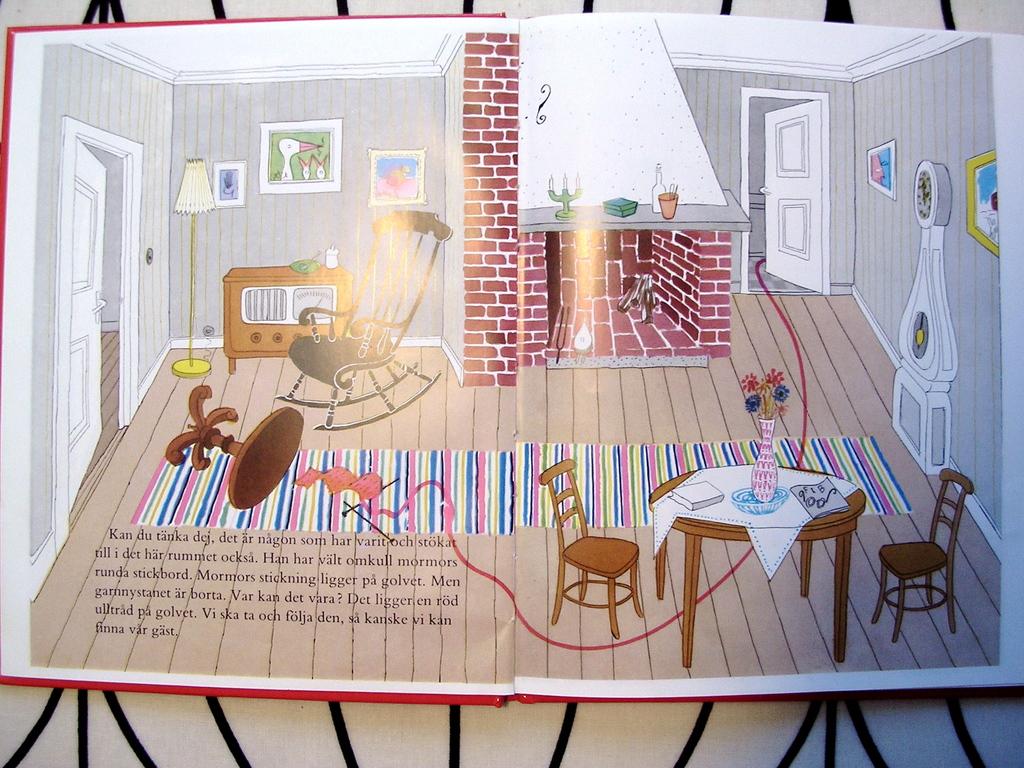 Kan du tänka dej, det är någon som har varit och stökat
till i det här rummet också. Han har vält omkull mormors
runda stickbord. Mormors stickning ligger på golvet. Men
garnnystanet är borta. Var kan det vara? Det ligger en röd
ulltråd på golvet. Vi ska ta och följa den, så kanske vi kan
finna vår gäst.